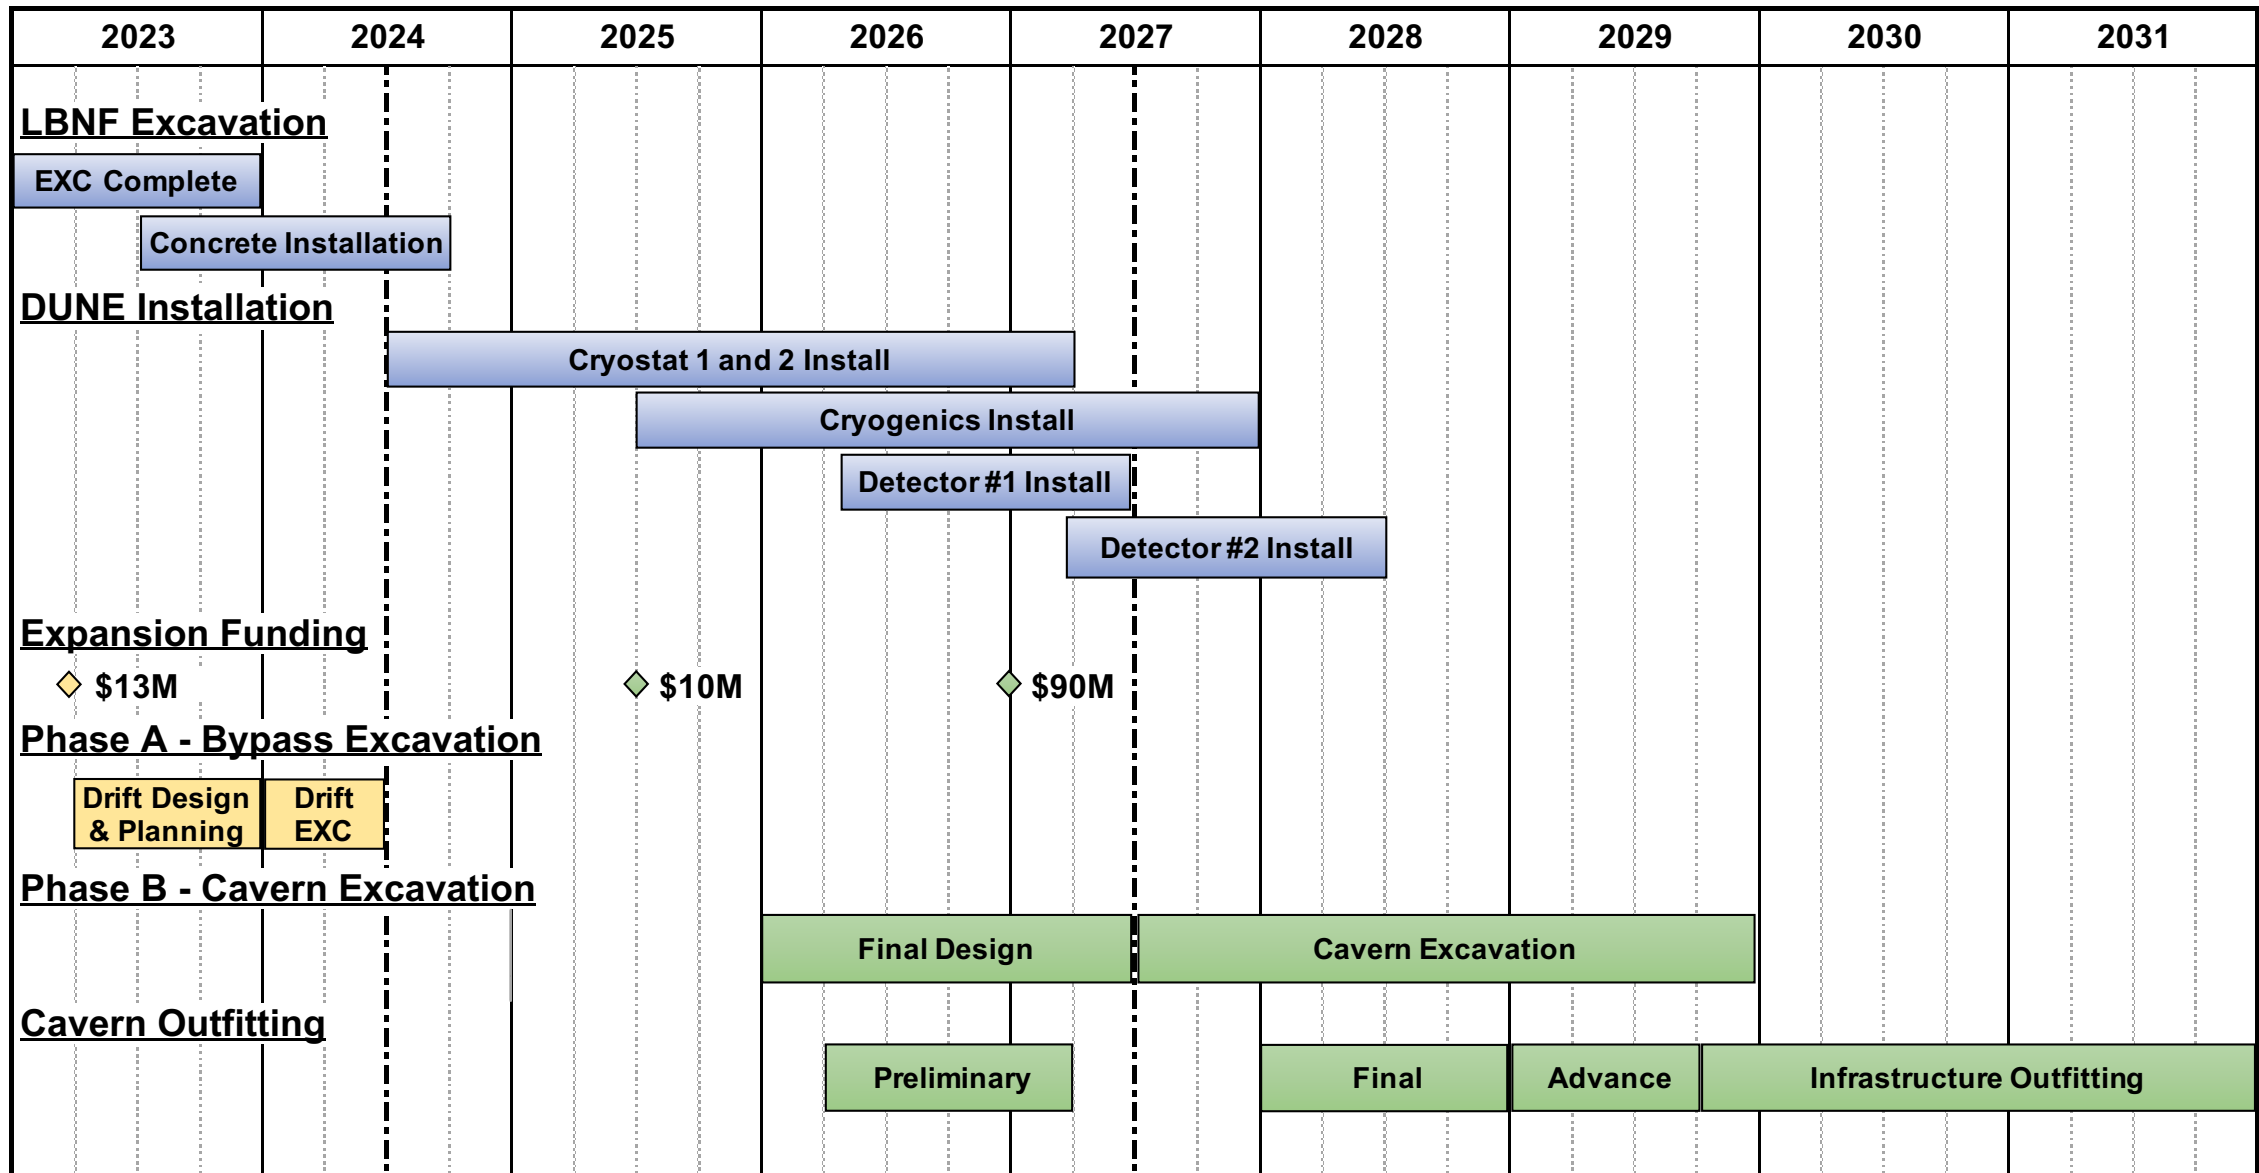 2023 2024 2025 2026 2027 2028 2029 2030 2031
LBNF Excavation
EXC Complete
Concrete Installation
DUNE Installation
Cryostat 1 and 2 Install
Cryogenics Install
Detector #1 Install
Detector #2 Install
Expansion Funding
$13M $10M $90M
Phase A - Bypass Excavation
Drift Design
& Planning
Drift
EXC
Phase B - Cavern Excavation
Final Design Cavern Excavation
Cavern Outfitting
Preliminary Final Advance Infrastructure Outfitting